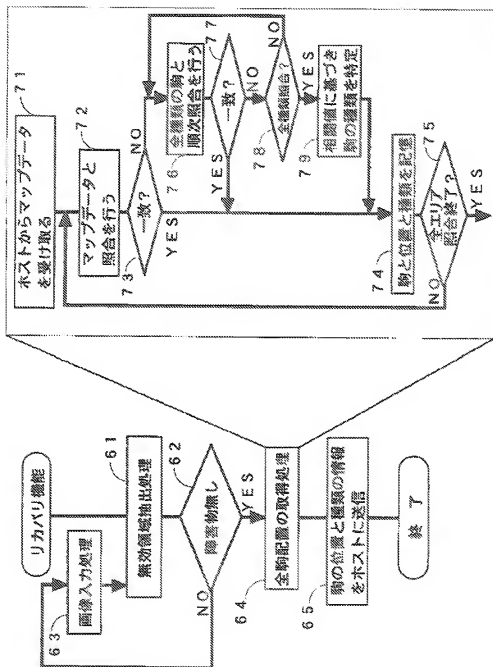 リカバリ機能
63
画像入力処理
61
無効領域抽出処理
62
障害物無し
NO
YES
64
全駒配置の取得処理
65
駒の位置と種類の情報
をホストに送信
終了
71
ホストからマップデータ
を受け取る
72
マップデータと
照合を行う
73
一致?
NO
YES
76
全種類の駒と
順次照合を行う
77
一致?
YES
NO
78
全種類照合?
NO
YES
79
相関値に基づき
駒の種類を特定
74
駒と位置と種類を記憶
75
全エリア
照合終了?
NO
YES